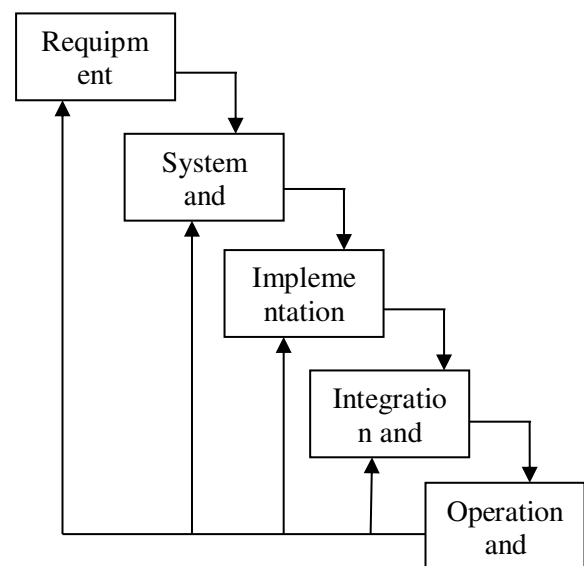 Requipm
ent
System
and
Impleme
ntation
Integratio
n and
Operation
and